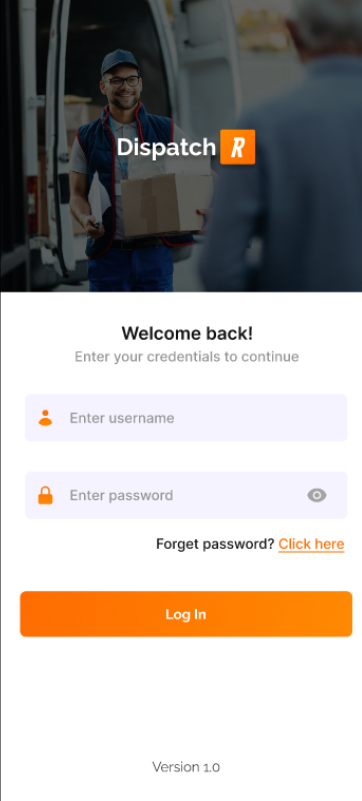 Dispatch R
Welcome back!
Enter your credentials to continue
Enter username
Enter password
Forget password? Click here
Log In
Version 1.0